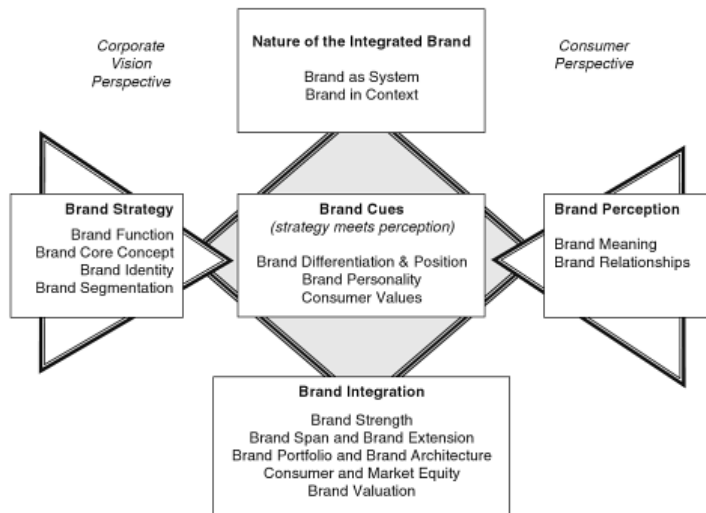 Corporate
Vision
Perspective
Nature of the Integrated Brand
Brand as System
Brand in Context
Consumer
Perspective
Brand Strategy
Brand Function
Brand Core Concept
Brand Identity
Brand Segmentation
Brand Cues
(strategy meets perception)
Brand Differentiation & Position
Brand Personality
Consumer Values
Brand Perception
Brand Meaning
Brand Relationships
Brand Integration
Brand Strength
Brand Span and Brand Extension
Brand Portfolio and Brand Architecture
Consumer and Market Equity
Brand Valuation